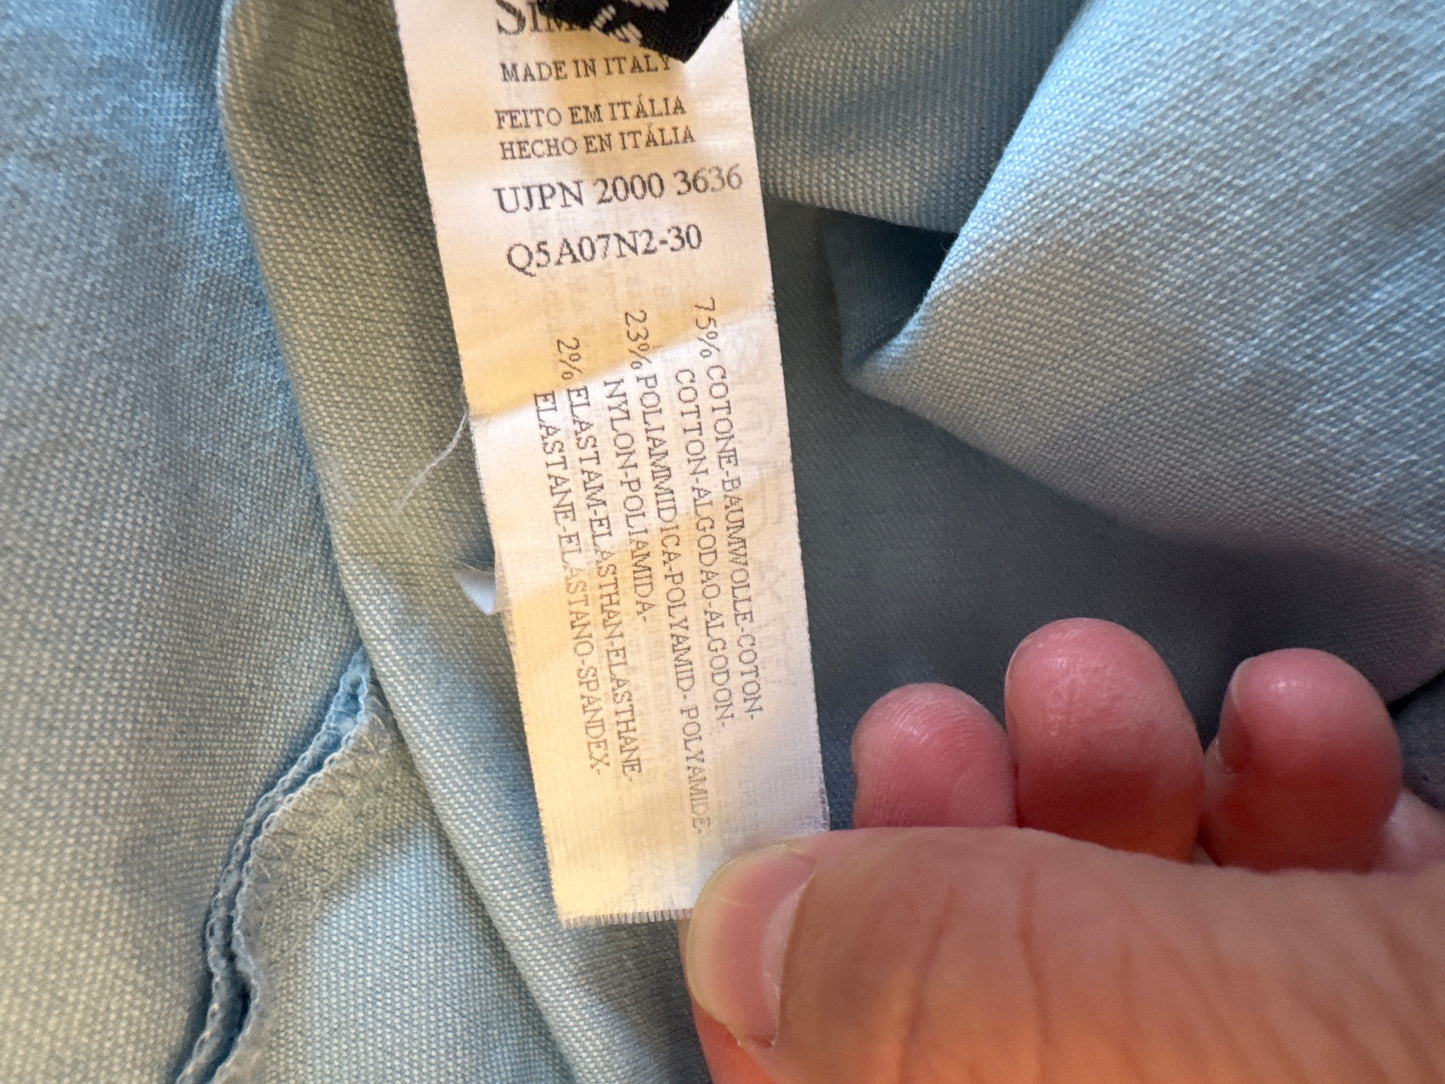 MADE IN ITALY
FEITO EM ITÁLIA
HECHO EN ITÁLIA
UJPN 2000 3636
Q5A07N2-30
75% COTONE-BAUMWOLLE-COTON-
COTTON-ALGODAO-ALGODON-
23% POLIAMMIDICA-POLYAMID- POLYAMIDE-
NYLON-POLIAMIDA-
2% ELASTAM-ELASTHAN-ELASTHANE-
ELASTANE-ELASTANO-SPANDEX-